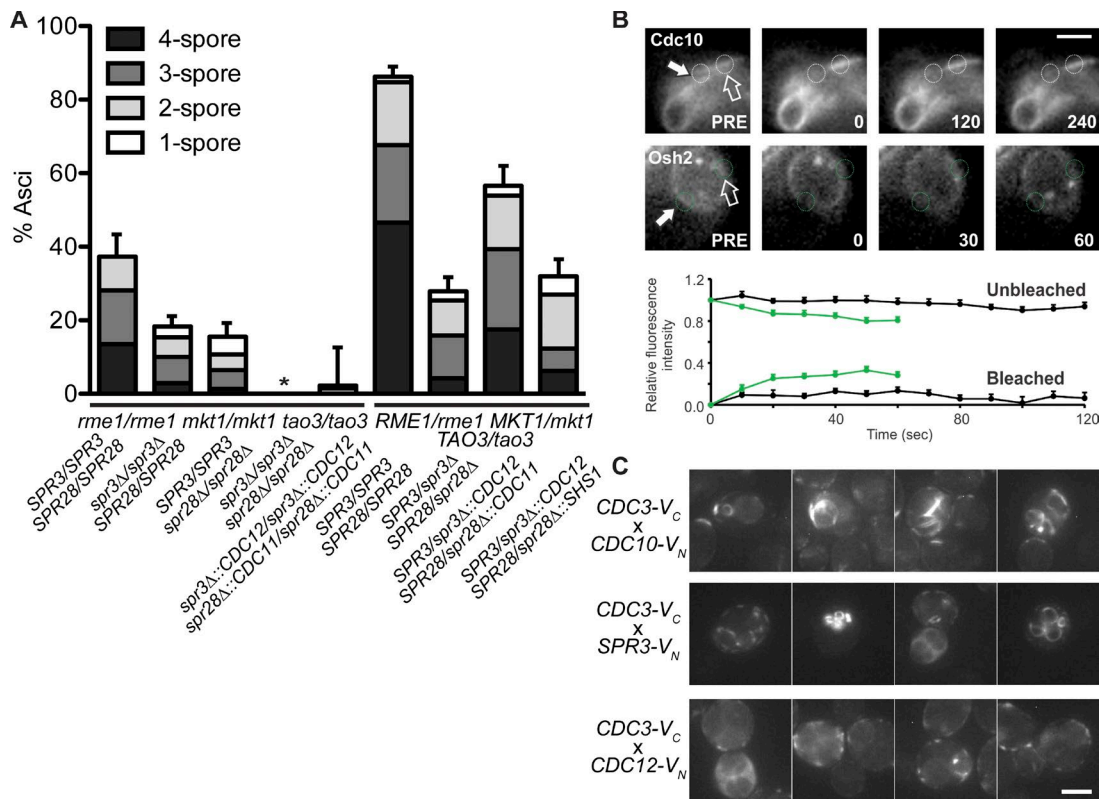 A
100
80
60
40
20
0
% Asci
4-spore
3-spore
2-spore
1-spore
*
rme1/rme1 mkt1/mkt1 tao3/tao3
RME1/rme1 MKT1/mkt1
TAO3/tao3
SPR3/SPR3
SPR28/SPR28
spr3Δ/spr3Δ
SPR28/SPR28
SPR3/SPR3
spr28Δ/spr28Δ
spr3Δ/spr3Δ
spr28Δ/spr28Δ
spr3Δ::CDC12/spr3Δ::CDC12
spr28Δ::CDC11/spr28Δ::CDC11
SPR3/SPR3
SPR28/SPR28
SPR3/spr3Δ
SPR28/spr28Δ
SPR3/spr3Δ::CDC12
SPR28/spr28Δ::CDC11
SPR3/spr3Δ::CDC12
SPR28/spr28Δ::SHS1
B
Cdc10
PRE
0
120
240
Osh2
PRE
0
30
60
Relative fluorescence
intensity
1.2
0.8
0.4
0.0
Unbleached
Bleached
0
20
40
60
80
100
120
Time (sec)
C
CDC3-VC
x
CDC10-VN
CDC3-VC
x
SPR3-VN
CDC3-VC
x
CDC12-VN